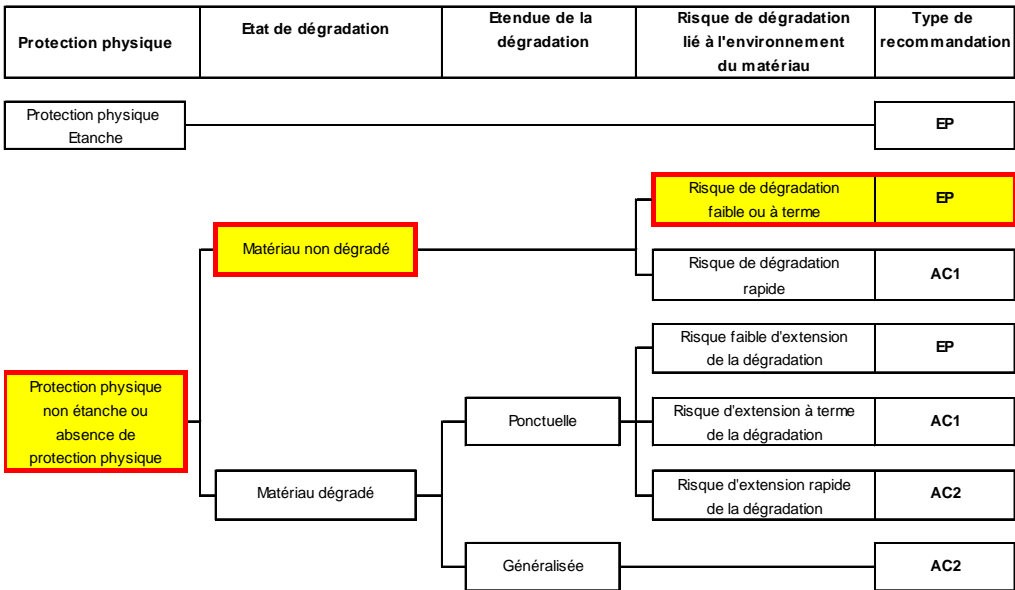 Protection physique
Etat de dégradation
Etendue de la
dégradation
Risque de dégradation
lié à l'environnement
du matériau
Type de
recommandation
Protection physique
Etanche
EP
Risque de dégradation
faible ou à terme
EP
Matériau non dégradé
Risque de dégradation
rapide
AC1
Risque faible d'extension
de la dégradation
EP
Protection physique
non étanche ou
absence de
protection physique
Ponctuelle
Risque d'extension à terme
de la dégradation
AC1
Matériau dégradé
Risque d'extension rapide
de la dégradation
AC2
Généralisée
AC2